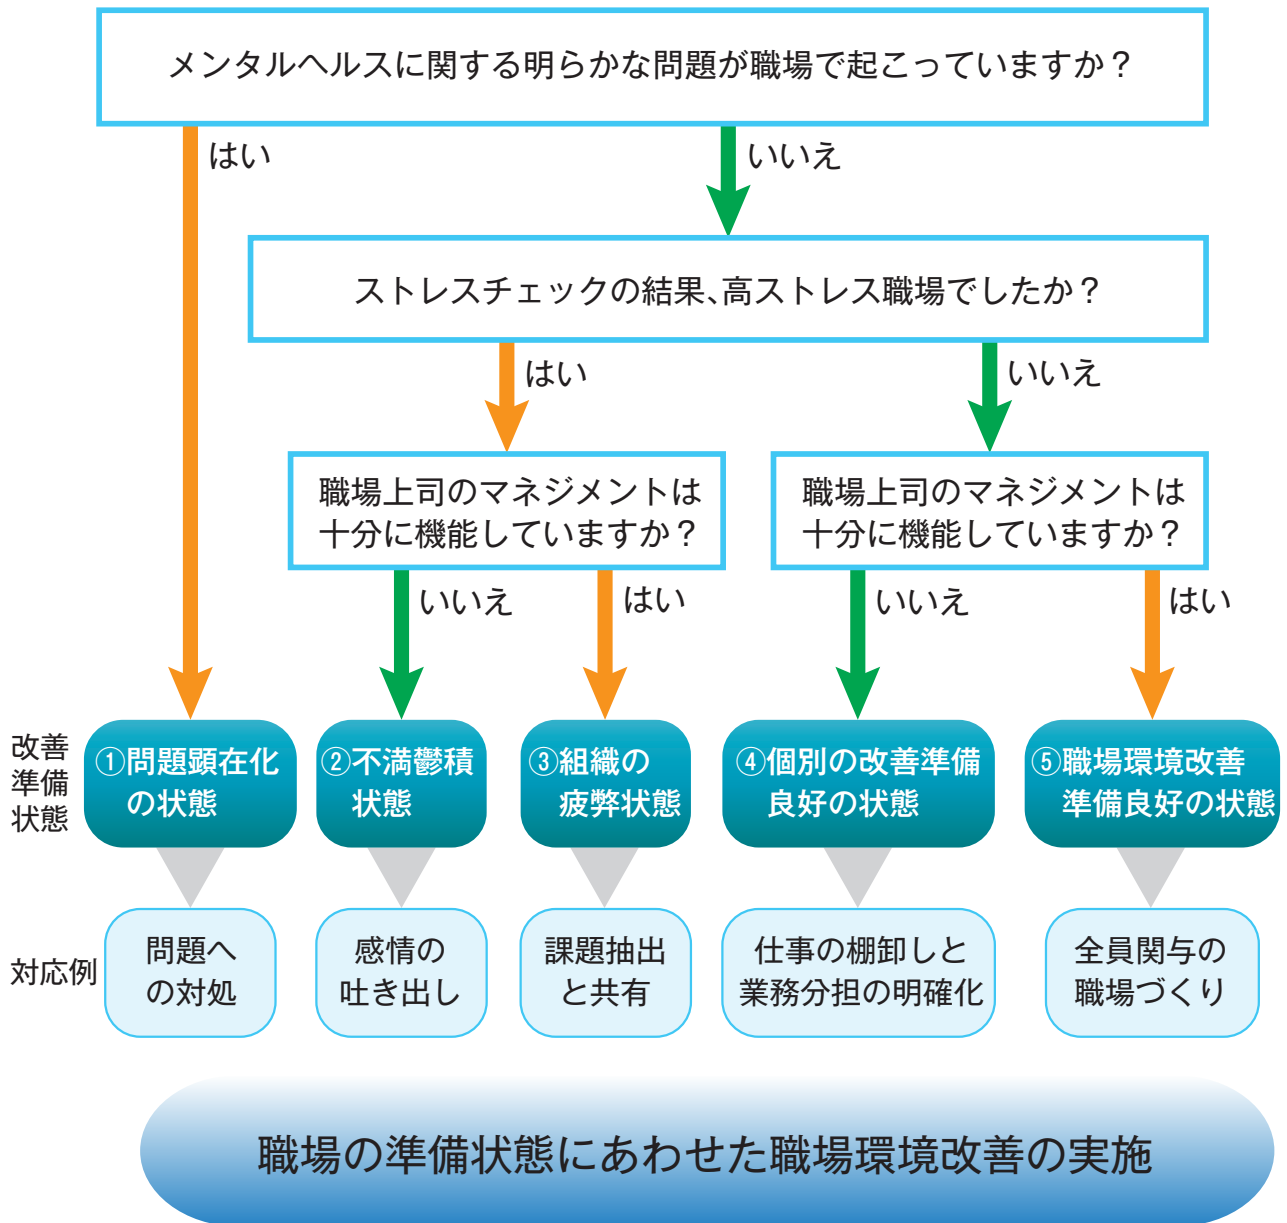 メンタルヘルスに関する明らかな問題が職場で起こっていますか？
はい
いいえ
ストレスチェックの結果、高ストレス職場でしたか？
はい
いいえ
職場上司のマネジメントは
十分に機能していますか？
職場上司のマネジメントは
十分に機能していますか？
いいえ
はい
いいえ
はい
改善
準備
状態
①問題顕在化
の状態
②不満鬱積
状態
③組織の
疲弊状態
④個別の改善準備
良好の状態
⑤職場環境改善
準備良好の状態
対応例
問題へ
の対処
感情の
吐き出し
課題抽出
と共有
仕事の棚卸しと
業務分担の明確化
全員関与の
職場づくり
職場の準備状態にあわせた職場環境改善の実施